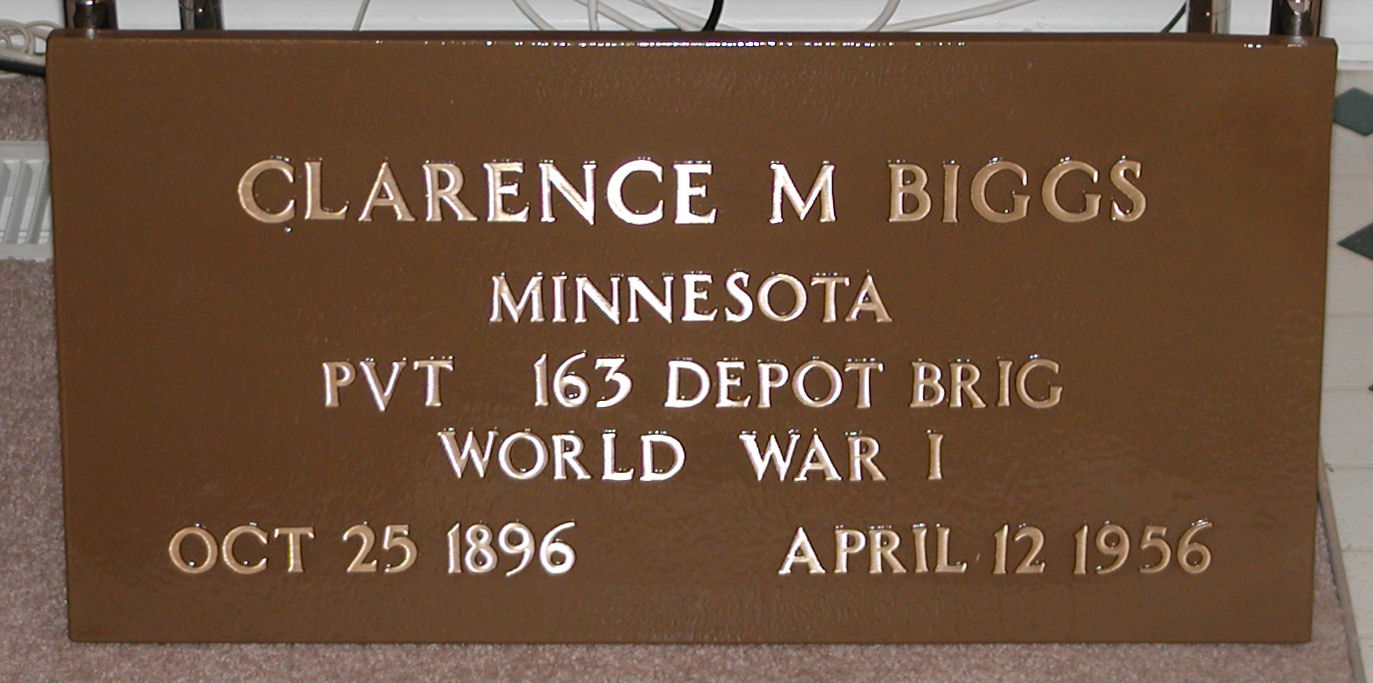 CLARENCE M BIGGS
MINNESOTA
PVT 163 DEPOT BRIG
WORLD WAR I
OCT 25 1896 APRIL 12 1956